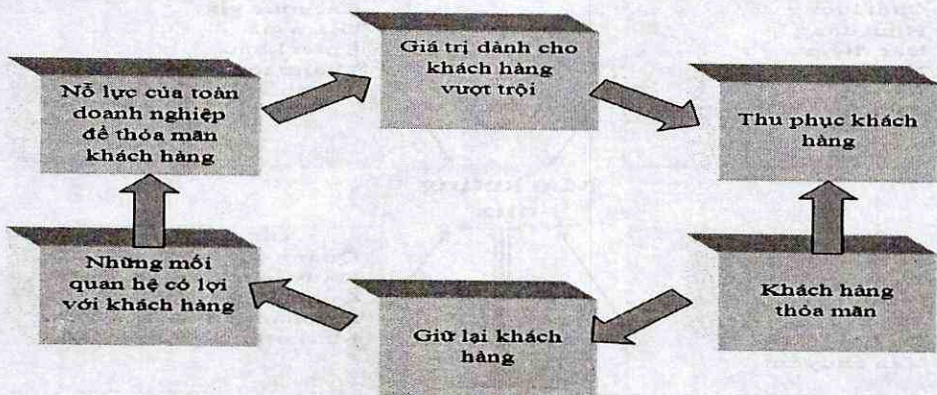 Giá trị dành cho
khách hàng
vượt trội
Nỗ lực của toàn
doanh nghiệp
để thỏa mãn
khách hàng
Thu phục khách
hàng
Những mối
quan hệ có lợi
với khách hàng
Giữ lại khách
hàng
Khách hàng
thỏa mãn